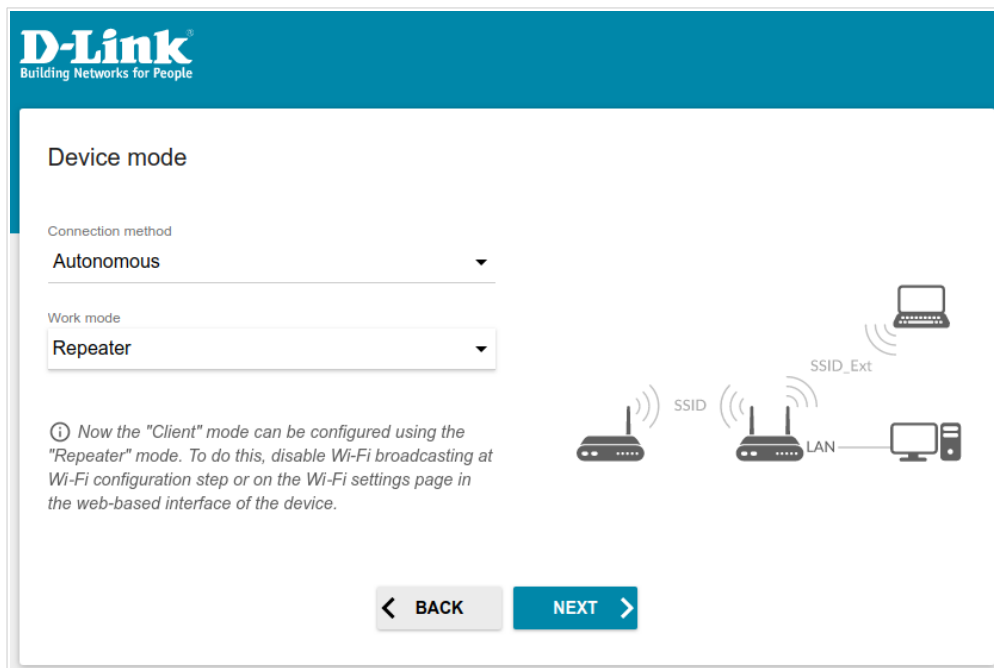 D-Link®
Building Networks for People
Device mode
Connection method
Autonomous
Work mode
Repeater
Now the "Client" mode can be configured using the
"Repeater" mode. To do this, disable Wi-Fi broadcasting at
Wi-Fi configuration step or on the Wi-Fi settings page in
the web-based interface of the device.
SSID_Ext
SSID
LAN
BACK
NEXT